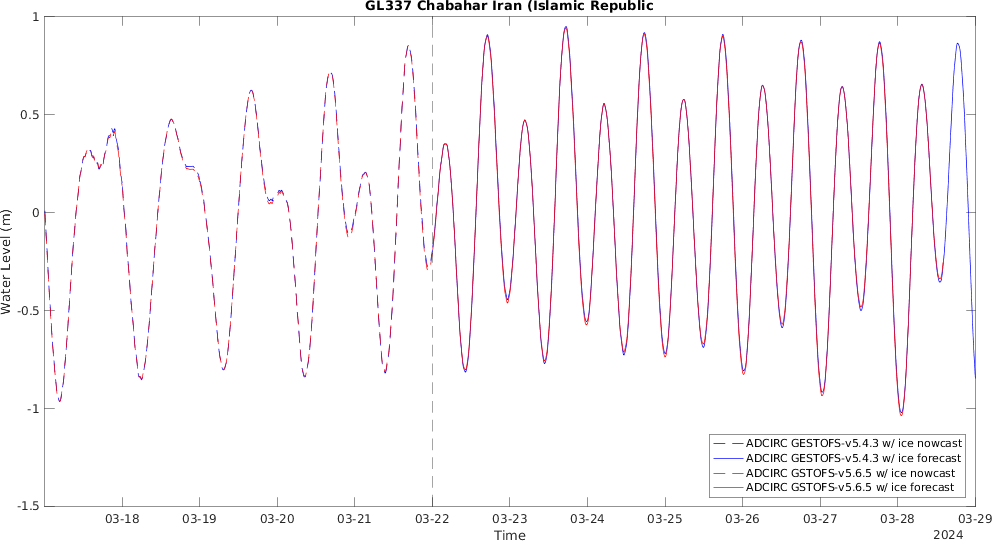 GL337 Chabahar Iran (Islamic Republic
1
0.5
0
-0.5
-1
-1.5
Water Level (m)
03-18 03-19 03-20 03-21 03-22 03-23 03-24 03-25 03-26 03-27 03-28 03-29
Time
2024
ADCIRC GESTOFS-v5.4.3 w/ ice nowcast
ADCIRC GESTOFS-v5.4.3 w/ ice forecast
ADCIRC GSTOFS-v5.6.5 w/ ice nowcast
ADCIRC GSTOFS-v5.6.5 w/ ice forecast